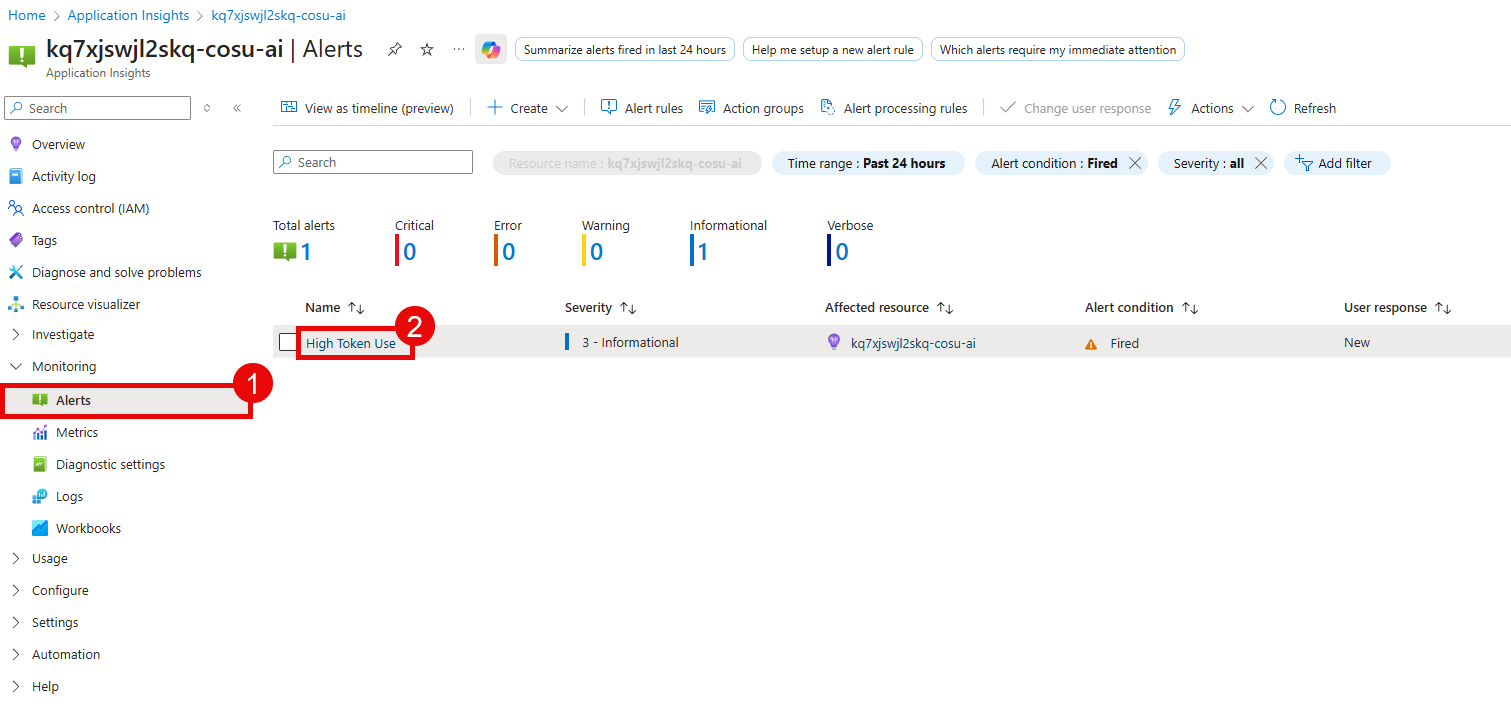 Home > Application Insights > kq7xjswjl2skq-cosu-ai
kq7xjswjl2skq-cosu-ai | Alerts
Summarize alerts fired in last 24 hours
Help me setup a new alert rule
Which alerts require my immediate attention
Application Insights
Search
View as timeline (preview)
Create
Alert rules
Action groups
Alert processing rules
Change user response
Actions
Refresh
Overview
Activity log
Access control (IAM)
Tags
Diagnose and solve problems
Resource visualizer
Investigate
Monitoring
Alerts
1
Metrics
Diagnostic settings
Logs
Workbooks
Usage
Configure
Settings
Automation
Help
Search
Resource name : kq7xjswjl2skq-cosu-ai
Time range : Past 24 hours
Alert condition : Fired
Severity : all
Add filter
Total alerts
1
Critical
0
Error
0
Warning
0
Informational
1
Verbose
0
Name
Severity
Affected resource
Alert condition
User response
High Token Use
2
3 - Informational
kq7xjswjl2skq-cosu-ai
Fired
New